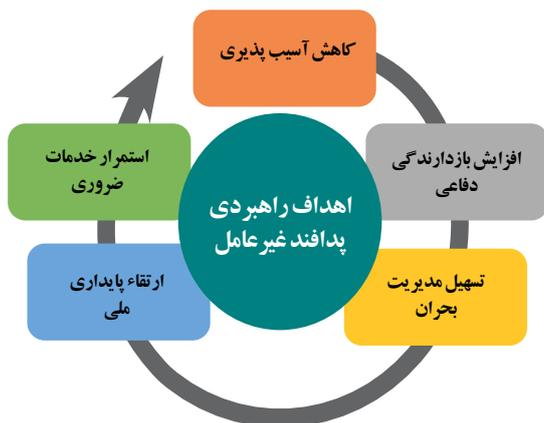 کاهش آسیب پذیری
افزایش بازدارندگی
دفاعی
تسهیل مدیریت
بحران
ارتقاء پایداری
ملی
استمرار خدمات
ضروری
اهداف راهبردی
پدافند غیرعامل